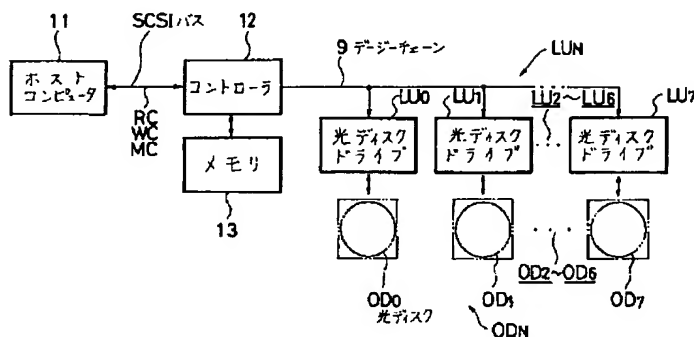 11
SCSIバス
12
9 デージーチェーン
LUN
ホスト
コンピュータ
コントローラ
RC
WC
MC
LU0
LU1
LU2～LU6
LU7
メモリ
13
光ディスク
ドライブ
光ディスク
ドライブ
...
光ディスク
ドライブ
...
OD2～OD6
OD0
光ディスク
OD1
OD7
ODN